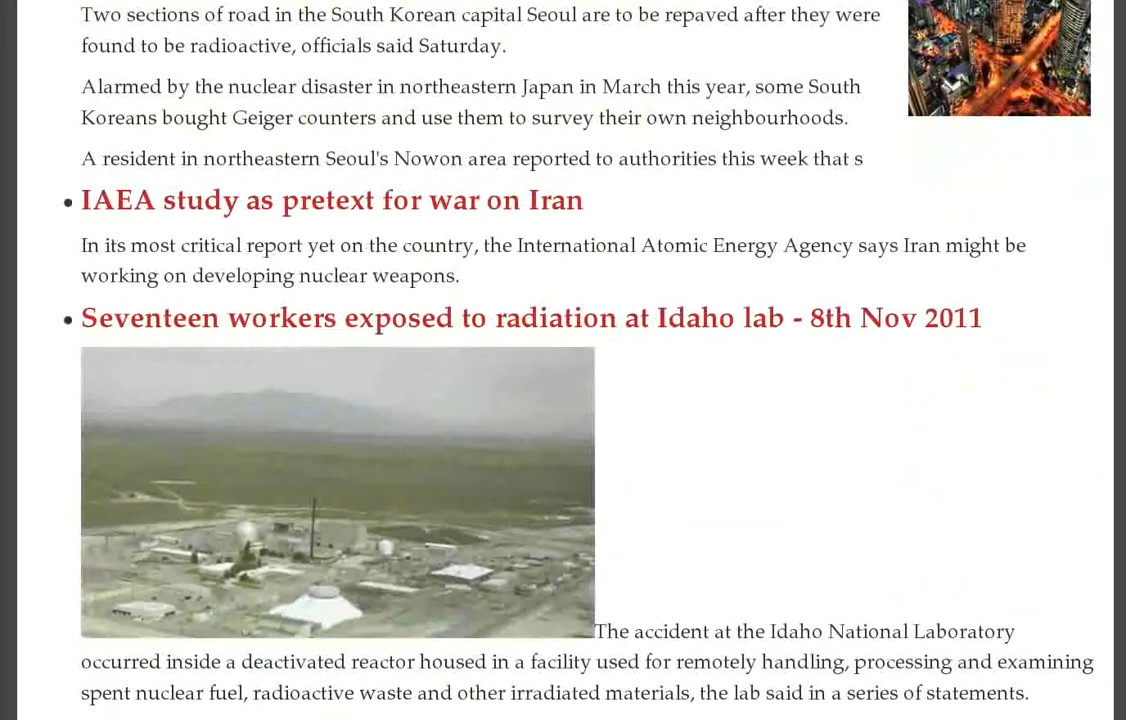 Two sections of road in the South Korean capital Seoul are to be repaved after they were
found to be radioactive, officials said Saturday.
Alarmed by the nuclear disaster in northeastern Japan in March this year, some South
Koreans bought Geiger counters and use them to survey their own neighbourhoods.
A resident in northeastern Seoul's Nowon area reported to authorities this week that s
• IAEA study as pretext for war on Iran
In its most critical report yet on the country, the International Atomic Energy Agency says Iran might be
working on developing nuclear weapons.
• Seventeen workers exposed to radiation at Idaho lab - 8th Nov 2011
The accident at the Idaho National Laboratory
occurred inside a deactivated reactor housed in a facility used for remotely handling, processing and examining
spent nuclear fuel, radioactive waste and other irradiated materials, the lab said in a series of statements.